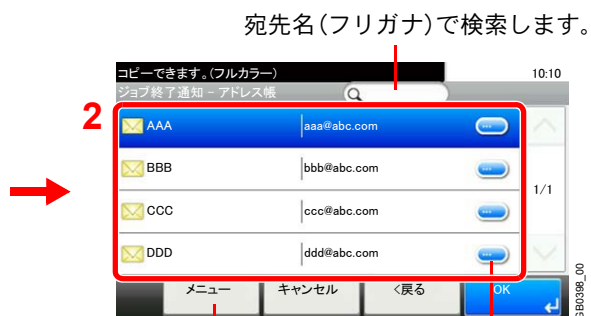 宛先名(フリガナ)で検索します。
コピーできます。(フルカラー) 10:10
ジョブ終了通知 - アドレス帳
2
AAA aaa@abc.com
BBB bbb@abc.com
1/1
CCC ccc@abc.com
DDD ddd@abc.com
メニュー キャンセル <戻る OK
GB0398_00